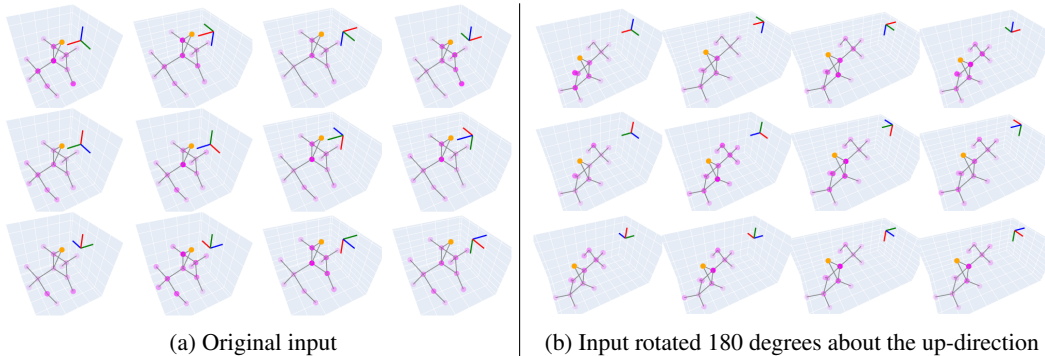 (a) Original input
(b) Input rotated 180 degrees about the up-direction